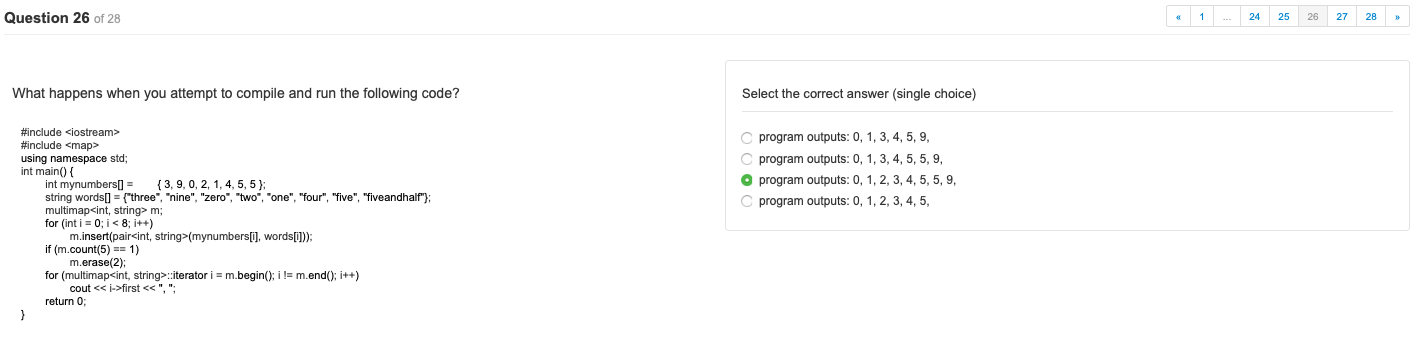 Question 26 of 28
« 1 ... 24 25 26 27 28 »
What happens when you attempt to compile and run the following code?
#include <iostream>
#include <map>
using namespace std;
int main() {
int mynumbers[] = { 3, 9, 0, 2, 1, 4, 5, 5 };
string words[] = {"three", "nine", "zero", "two", "one", "four", "five", "fiveandhalf"};
multimap<int, string> m;
for (int i = 0; i < 8; i++)
m.insert(pair<int, string>(mynumbers[i], words[i]));
if (m.count(5) == 1)
m.erase(2);
for (multimap<int, string>::iterator i = m.begin(); i != m.end(); i++)
cout << i->first << ", ";
return 0;
}
Select the correct answer (single choice)
program outputs: 0, 1, 3, 4, 5, 9,
program outputs: 0, 1, 3, 4, 5, 5, 9,
program outputs: 0, 1, 2, 3, 4, 5, 5, 9,
program outputs: 0, 1, 2, 3, 4, 5,